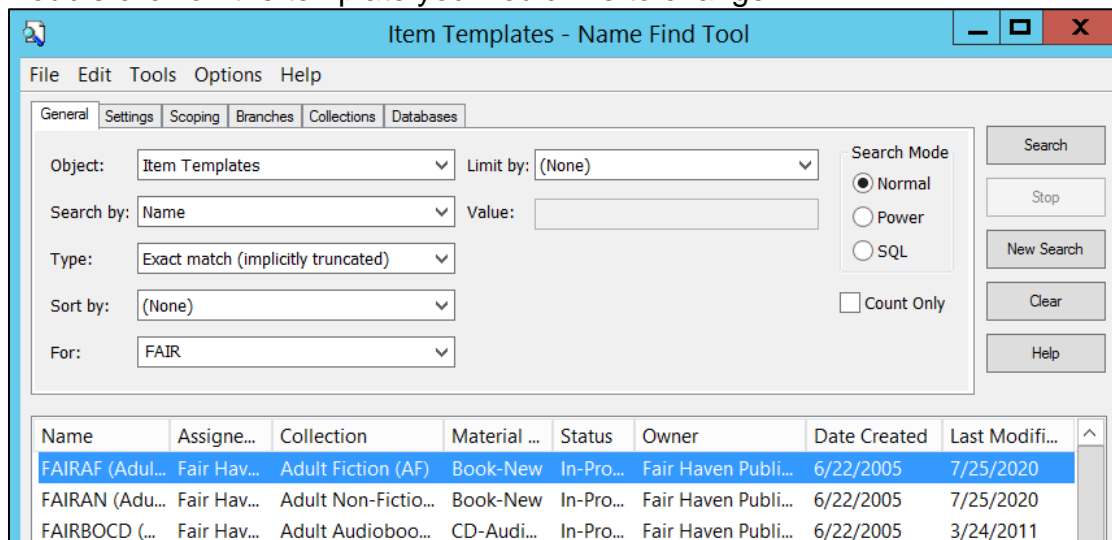 Item Templates - Name Find Tool
File Edit Tools Options Help
General Settings Scoping Branches Collections Databases
Object: Item Templates Limit by: (None) Search Mode Search
Normal
Search by: Name Value: Power Stop
Type: Exact match (implicitly truncated) SQL New Search
Sort by: (None) Count Only Clear
For: FAIR Help
Name Assigne... Collection Material ... Status Owner Date Created Last Modifi...
FAIRAF (Adul... Fair Hav... Adult Fiction (AF) Book-New In-Pro... Fair Haven Publi... 6/22/2005 7/25/2020
FAIRAN (Adu... Fair Hav... Adult Non-Fictio... Book-New In-Pro... Fair Haven Publi... 6/22/2005 7/25/2020
FAIRBOCD (... Fair Hav... Adult Audioboo... CD-Audi... In-Pro... Fair Haven Publi... 6/22/2005 3/24/2011